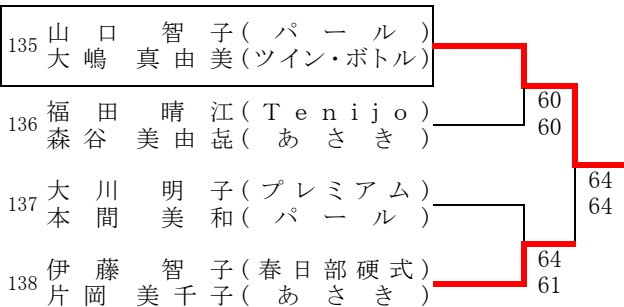 135 山口 智子(パール)
大嶋 真由美(ツイン・ボトル)
136 福田 晴江(Tenijo)
森谷 美由㐂(あさき)
60
60
137 大川 明子(プレミアム)
本間 美和(パール)
64
64
138 伊藤 智子(春日部硬式)
片岡 美千子(あさき)
64
61